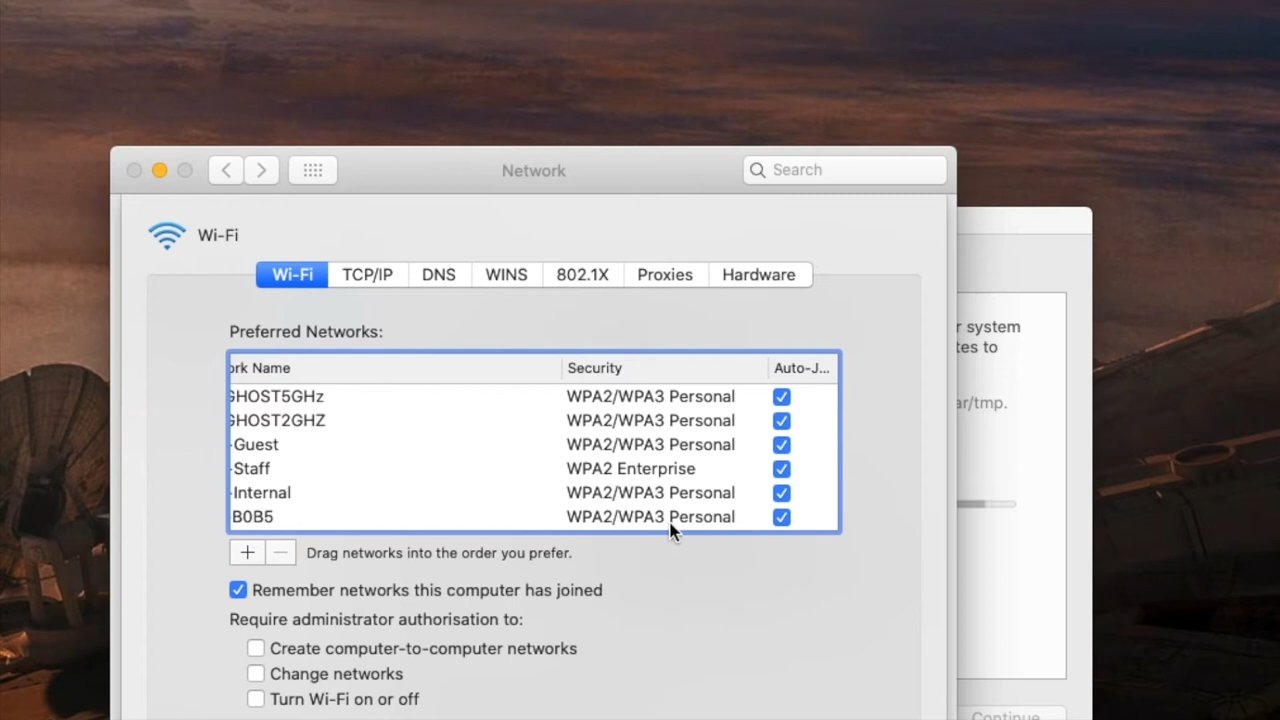 Network
Search
Wi-Fi
Wi-Fi TCP/IP DNS WINS 802.1X Proxies Hardware
Preferred Networks:
ork Name Security Auto-J...
GHOST5GHz WPA2/WPA3 Personal
GHOST2GHZ WPA2/WPA3 Personal
-Guest WPA2/WPA3 Personal
-Staff WPA2 Enterprise
-Internal WPA2/WPA3 Personal
B0B5 WPA2/WPA3 Personal
+ − Drag networks into the order you prefer.
Remember networks this computer has joined
Require administrator authorisation to:
Create computer-to-computer networks
Change networks
Turn Wi-Fi on or off
r system
tes to
ar/tmp.
Continue